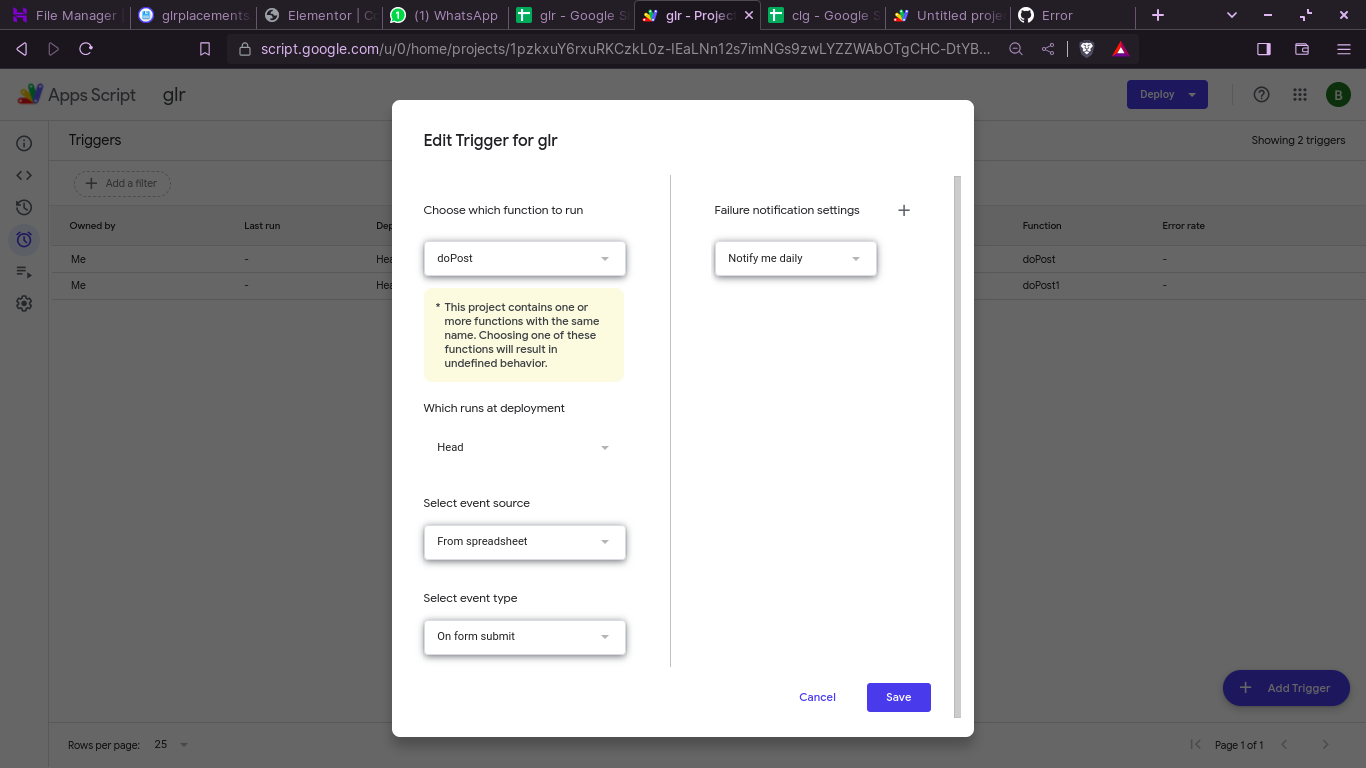 File Manager
glrplacements
Elementor | Co
(1) WhatsApp
glr - Google S
glr - Project
clg - Google S
Untitled proje
Error
script.google.com/u/0/home/projects/1pzkxuY6rxuRKCzkL0z-IEaLNn12s7imNGs9zwLYZZWAbOTgCHC-DtYB...
Apps Script
glr
Deploy
B
Triggers
Showing 2 triggers
Add a filter
Owned by
Last run
Dep
Function
Error rate
Me
-
Hea
doPost
-
Me
-
Hea
doPost1
-
Edit Trigger for glr
Choose which function to run
doPost
* This project contains one or
more functions with the same
name. Choosing one of these
functions will result in
undefined behavior.
Which runs at deployment
Head
Select event source
From spreadsheet
Select event type
On form submit
Failure notification settings
Notify me daily
Cancel
Save
Add Trigger
Rows per page:
25
Page 1 of 1